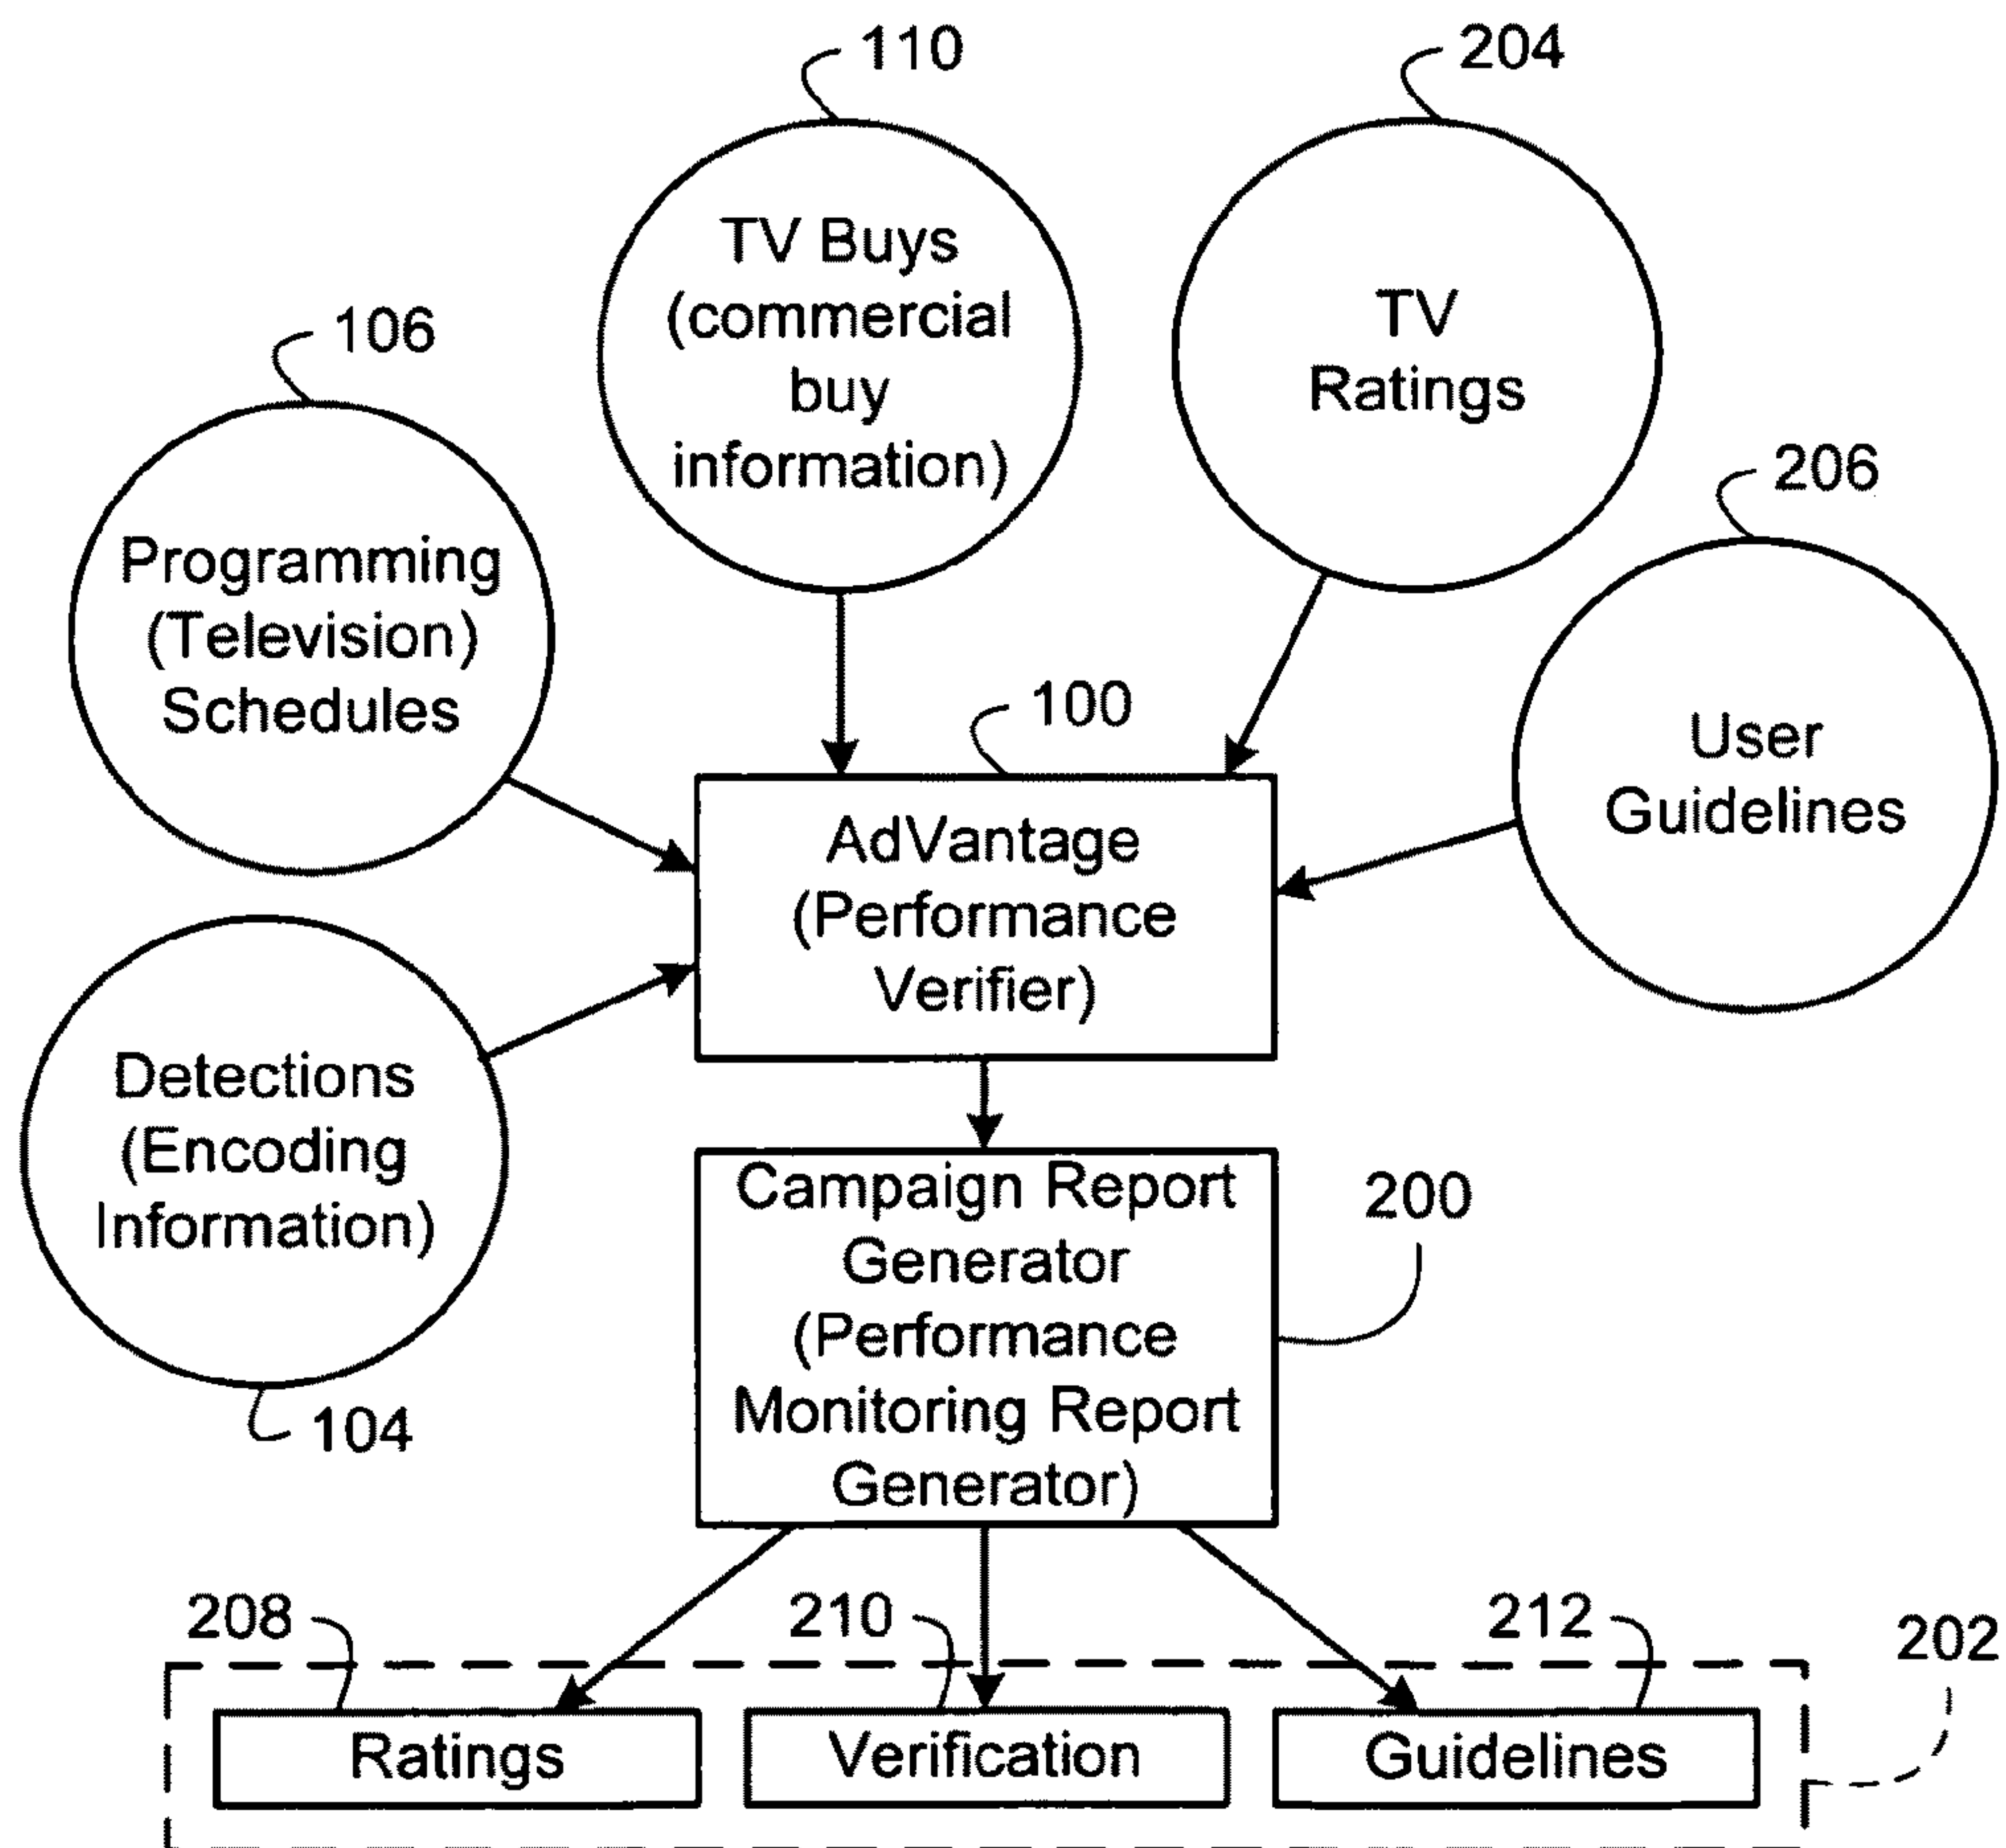 110
204
TV Buys
(commercial
buy
information)
TV
Ratings
106
206
Programming
(Television)
Schedules
100
User
Guidelines
AdVantage
(Performance
Verifier)
Detections
(Encoding
Information)
104
Campaign Report
Generator
(Performance
Monitoring Report
Generator)
200
208
210
212
202
Ratings
Verification
Guidelines